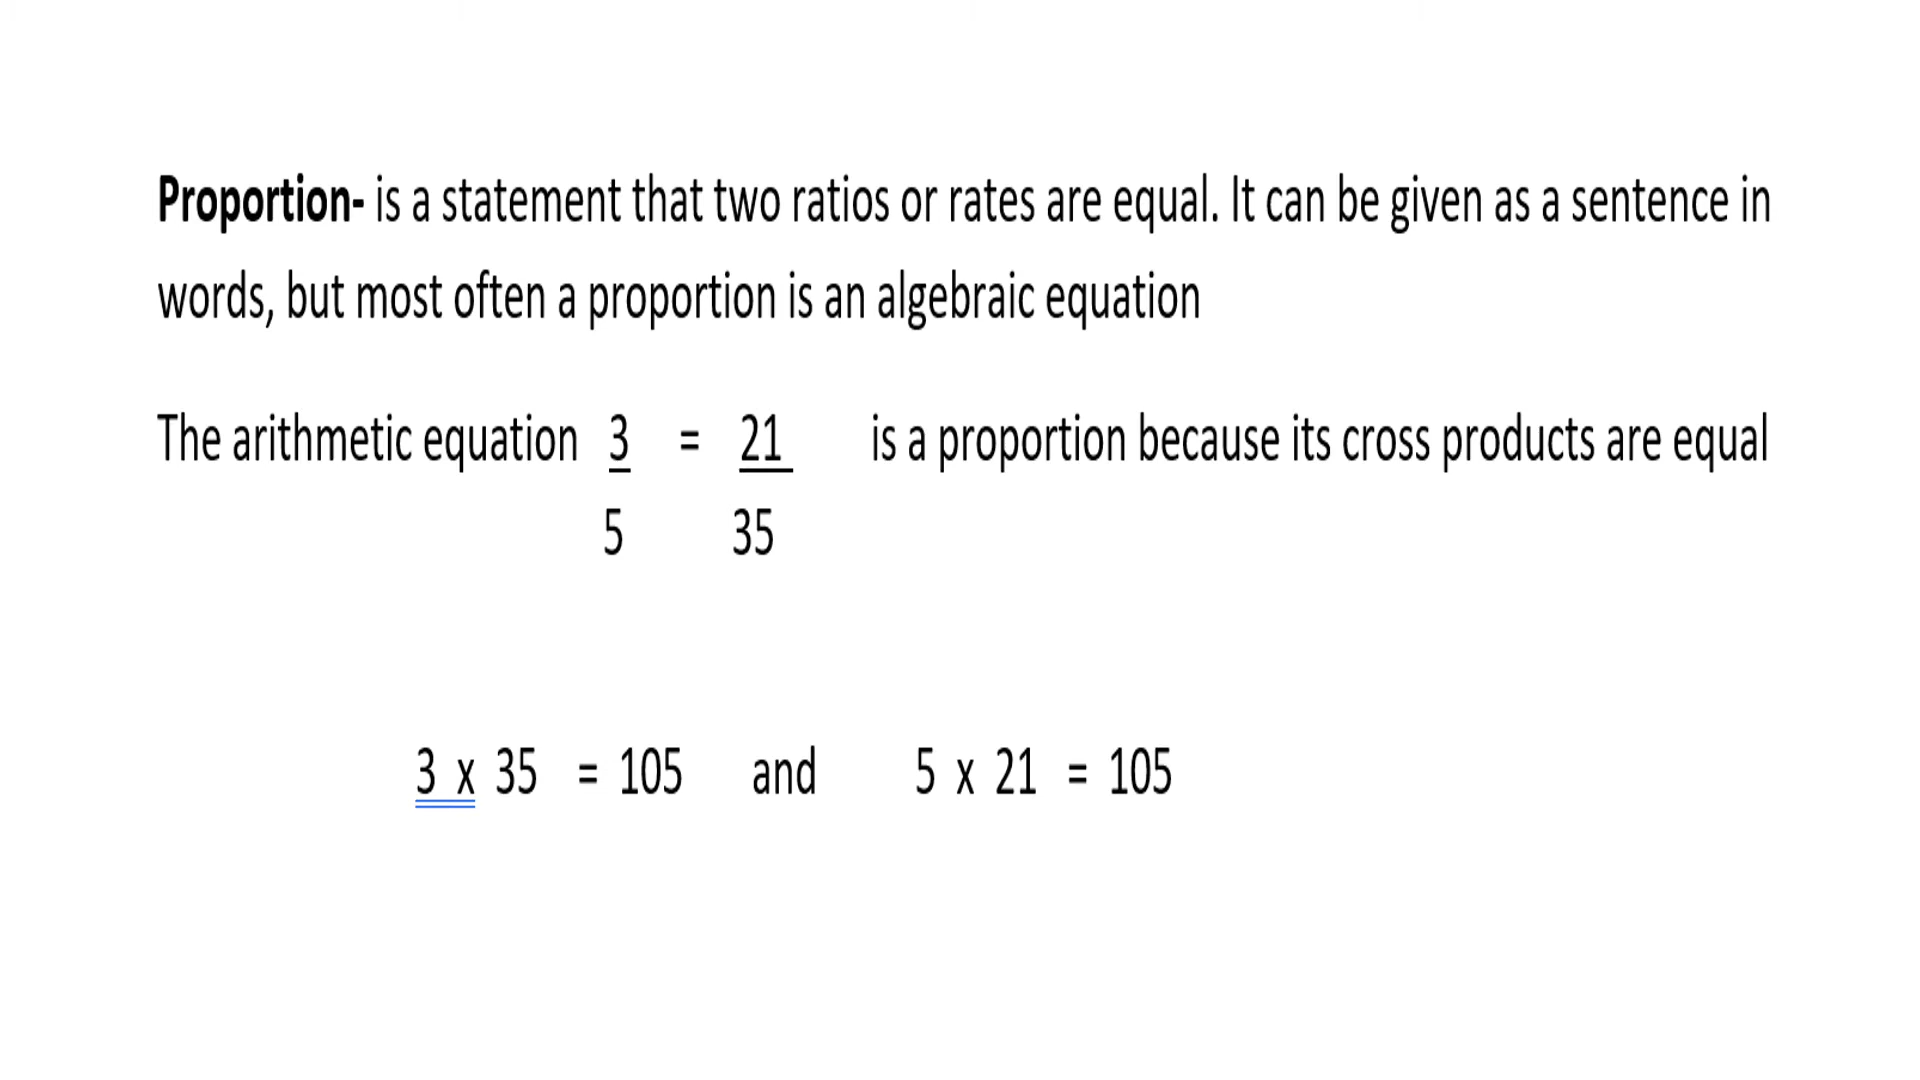 Proportion- is a statement that two ratios or rates are equal. It can be given as a sentence in
words, but most often a proportion is an algebraic equation
The arithmetic equation 3 = 21 is a proportion because its cross products are equal
5 35
3 x 35 = 105 and 5 x 21 = 105